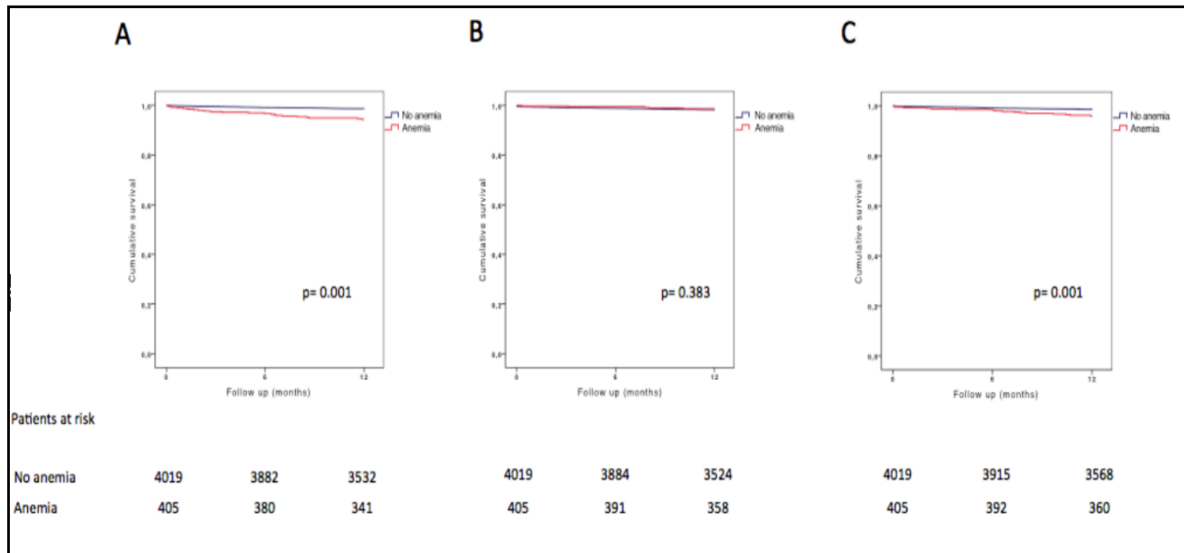 A
B
C
No anemia
Anemia
No anemia
Anemia
No anemia
Anemia
1,0
0,8
0,6
0,4
0,2
0,0
Cumulative survival
p= 0.001
0 6 12
Follow up (months)
1,0
0,8
0,6
0,4
0,2
0,0
Cumulative survival
p= 0.383
0 6 12
Follow up (months)
1,0
0,8
0,6
0,4
0,2
0,0
Cumulative survival
p= 0.001
0 6 12
Follow up (months)
Patients at risk
No anemia 4019 3882 3532 4019 3884 3524 4019 3915 3568
Anemia 405 380 341 405 391 358 405 392 360